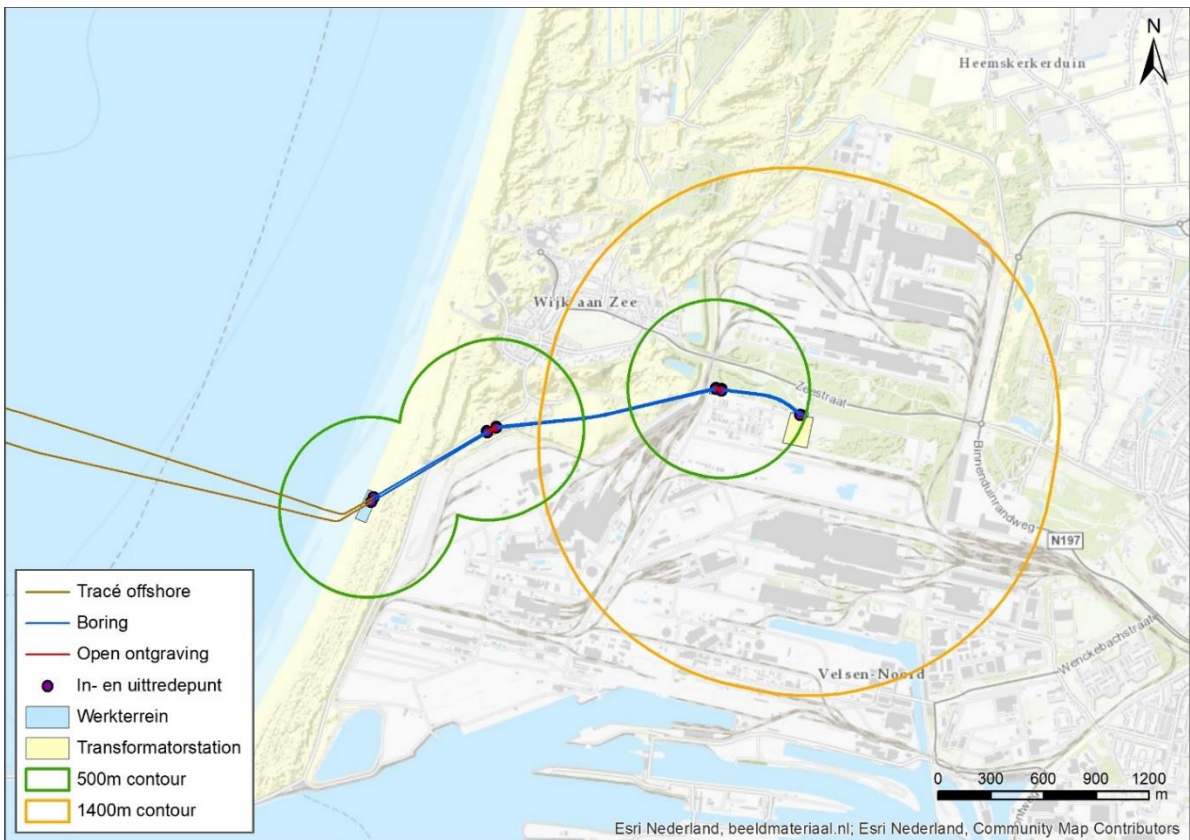 N
Heemskerkerduin
Wijk aan Zee
Zeestraat
Binnenduinrandweg
N197
Wenckebachstraat
Velsen-Noord
Tracé offshore
Boring
Open ontgraving
In- en uittredepunt
Werkterrein
Transformatorstation
500m contour
1400m contour
0 300 600 900 1200
m
Esri Nederland, beeldmateriaal.nl; Esri Nederland, Community Map Contributors